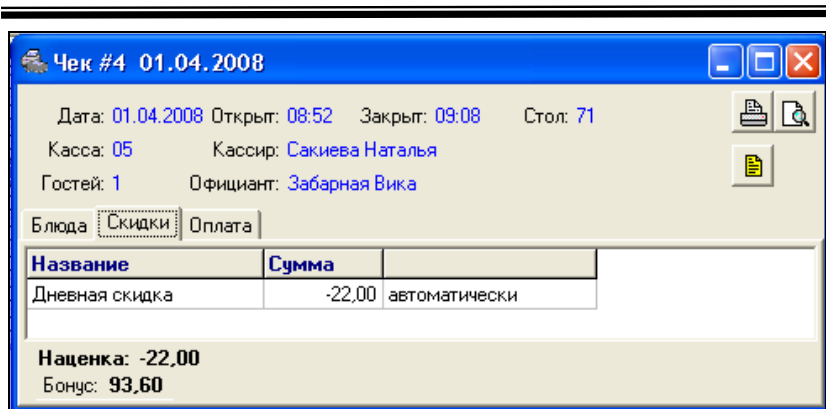 Чек #4 01.04.2008
Дата: 01.04.2008 Открыт: 08:52 Закрыт: 09:08 Стол: 71
Касса: 05 Кассир: Сакиева Наталья
Гостей: 1 Официант: Забарная Вика
Блюда Скидки Оплата
Название Сумма
Дневная скидка -22,00 автоматически
Наценка: -22,00
Бонус: 93,60